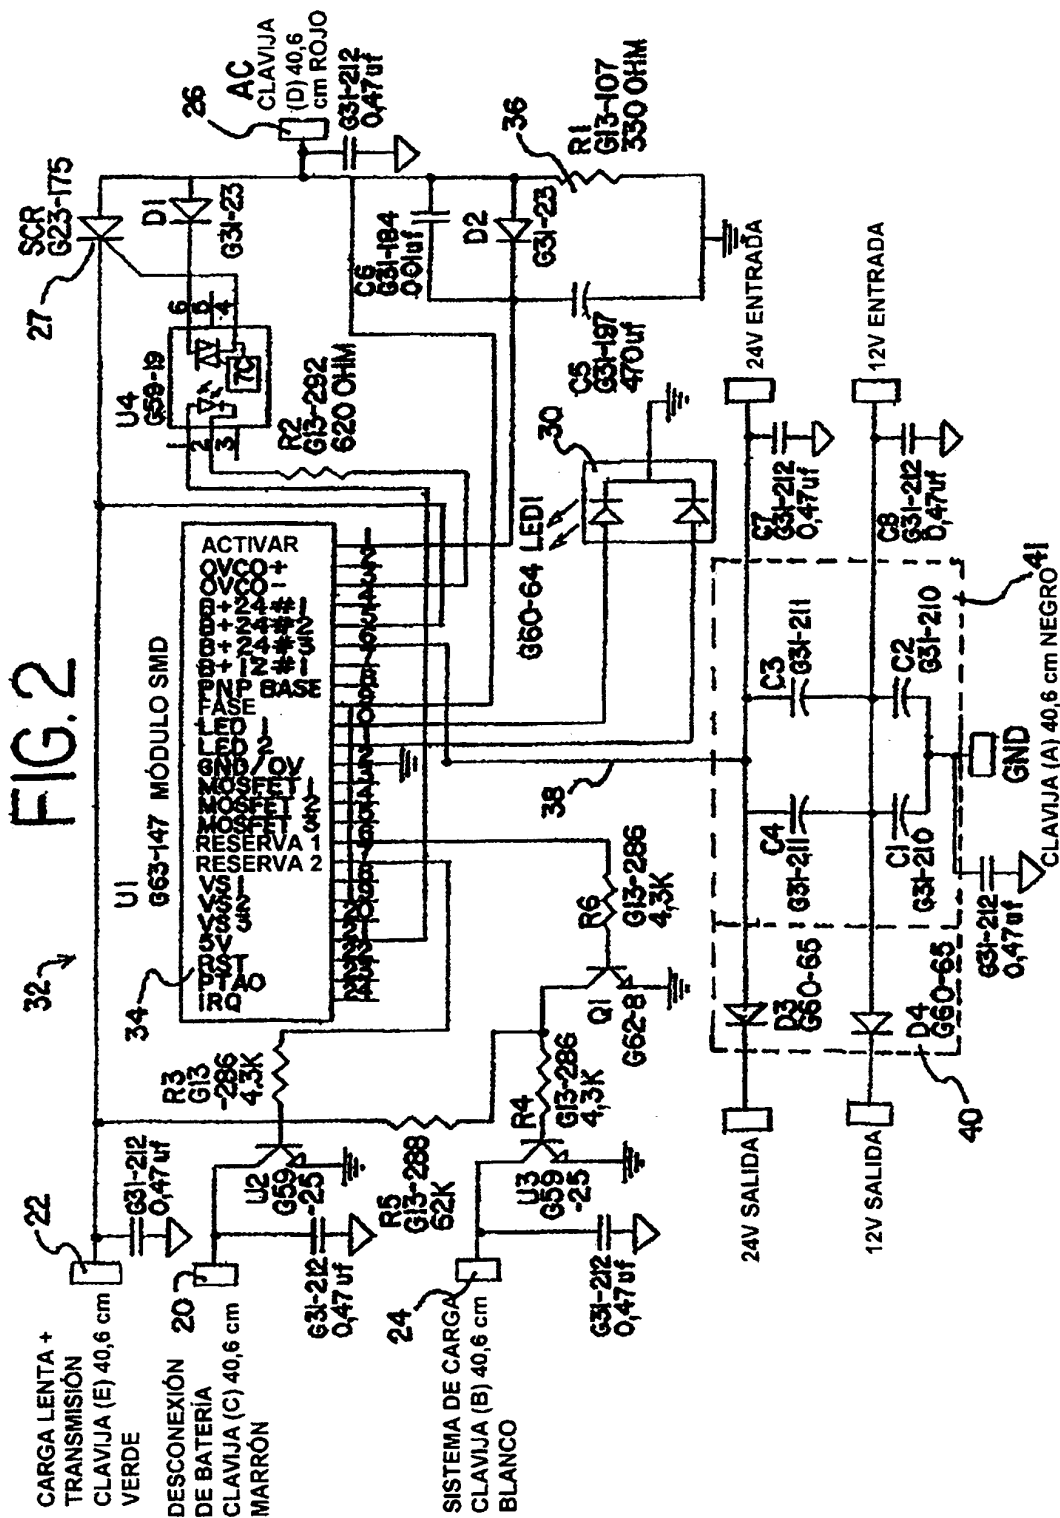 FIG. 2
32
CARGA LENTA +
TRANSMISIÓN
CLAVIJA (E) 40,6 cm
VERDE
22
G31-212
0,47uf
DESCONEXIÓN
DE BATERÍA
CLAVIJA (C) 40,6 cm
MARRÓN
20
G31-212
0,47uf
SISTEMA DE CARGA
CLAVIJA (B) 40,6 cm
BLANCO
24
G31-212
0,47uf
R3
G13
-286
4.3K
U2
G59
-25
R5
G13-288
62K
U3
G59
-25
R4
G13-286
4,3K
Q1
G62-8
R6
G13-286
4,3K
34
U1
G63-147 MÓDULO SMD
ACTIVAR
OVCO+
OVCO-
B+24#1
B+24#2
B+24#3
B+12#1
PNP BASE
FASE
LED 1
LED 2
GND/0V
MOSFET 1
MOSFET 2
MOSFET 3
RESERVA 1
RESERVA 2
5V
PTA0
IRQ
U4
G59-19
1
2
3
6
5
4
R2
G13-292
620 OHM
27
SCR
G23-175
D1
G31-23
26
AC
CLAVIJA
(D) 40,6
cm ROJO
G31-212
0,47uf
C6
G31-184
0.01uf
D2
G31-23
36
R1
G13-107
330 OHM
C5
G31-197
470uf
30
G60-64 LED1
38
24V ENTRADA
12V ENTRADA
C7
G31-212
0,47uf
C8
G31-212
0,47uf
41
C3
G31-211
C2
G31-210
C4
G31-211
C1
G31-210
GND
CLAVIJA (A) 40,6 cm NEGRO
G31-212
0,47uf
D3
G60-65
D4
G60-65
40
24V SALIDA
12V SALIDA